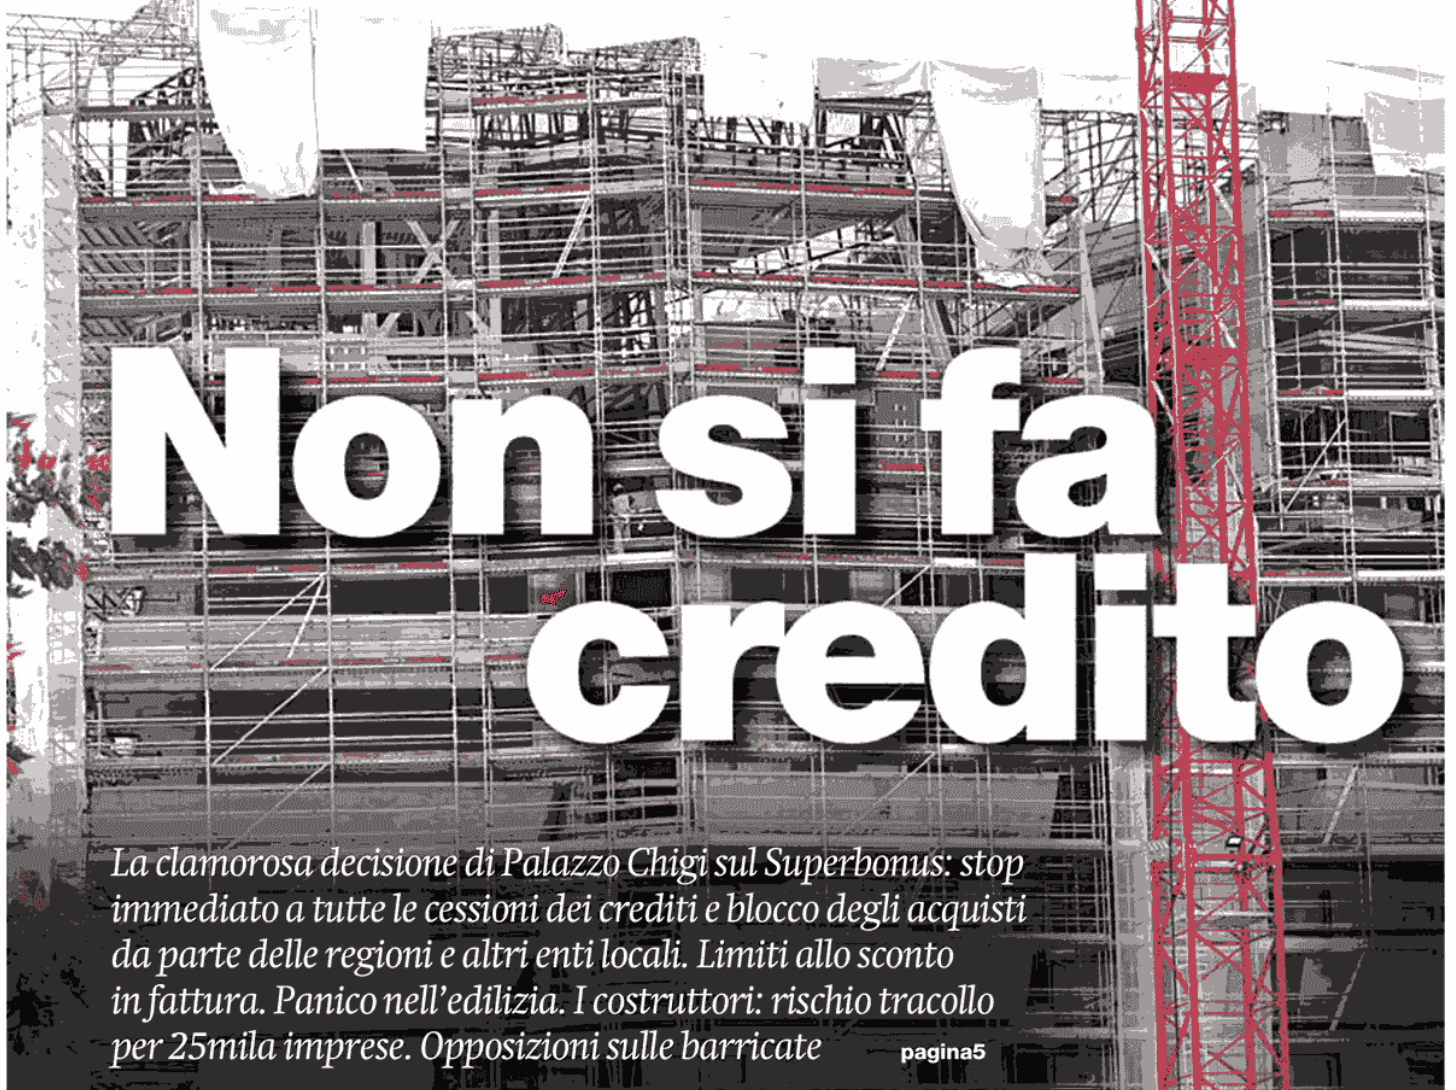 Non si fa
credito
La clamorosa decisione di Palazzo Chigi sul Superbonus: stop
immediato a tutte le cessioni dei crediti e blocco degli acquisti
da parte delle regioni e altri enti locali. Limiti allo sconto
in fattura. Panico nell’edilizia. I costruttori: rischio tracollo
per 25mila imprese. Opposizioni sulle barricate
pagina5